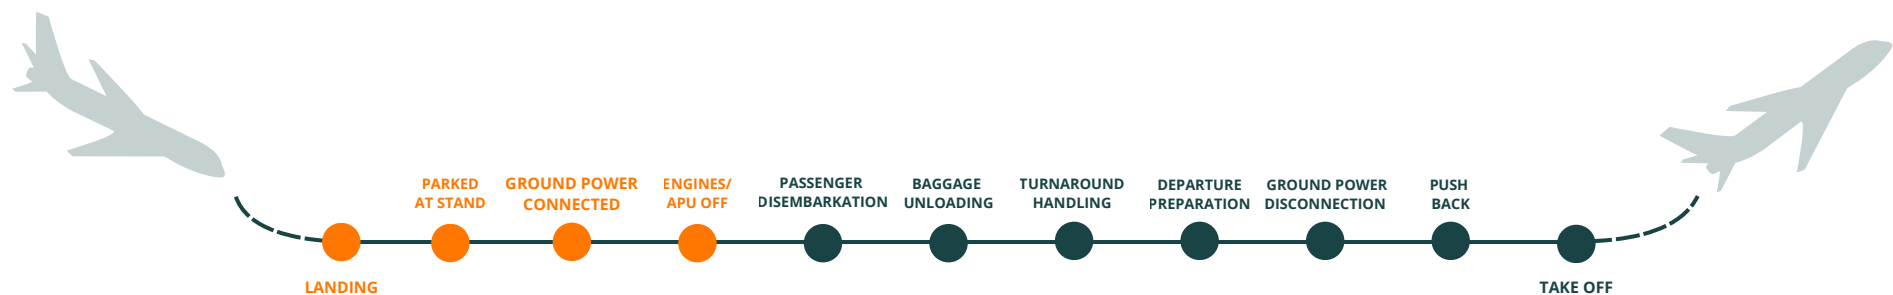 LANDING
PARKED
AT STAND
GROUND POWER
CONNECTED
ENGINES/
APU OFF
PASSENGER
DISEMBARKATION
BAGGAGE
UNLOADING
TURNAROUND
HANDLING
DEPARTURE
PREPARATION
GROUND POWER
DISCONNECTION
PUSH
BACK
TAKE OFF